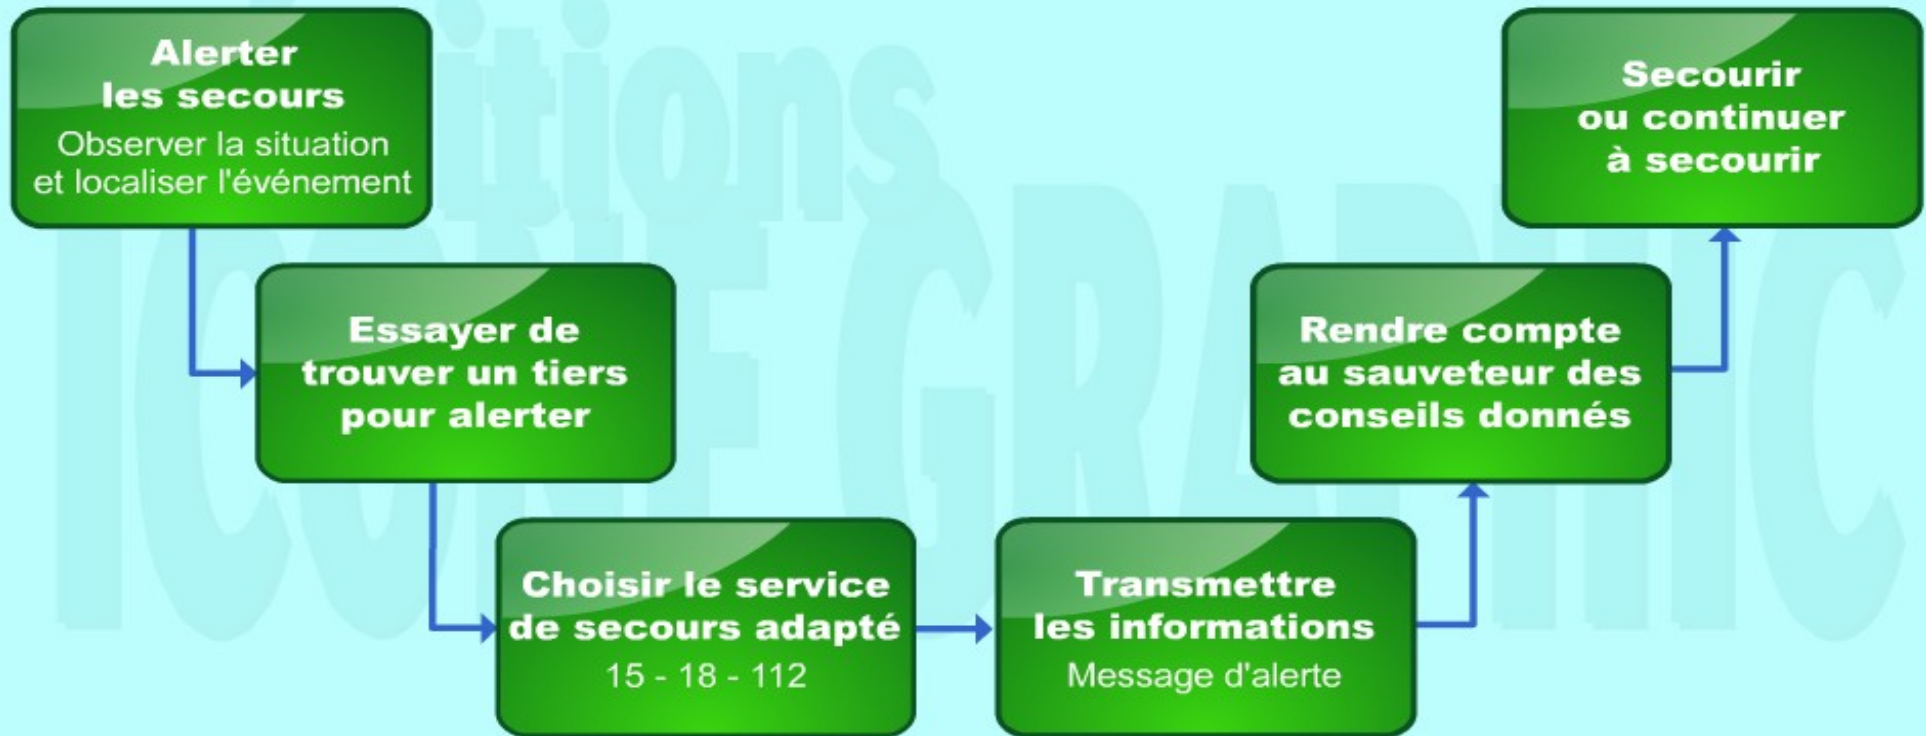 Alerter
les secours
Observer la situation
et localiser l'événement
Essayer de
trouver un tiers
pour alerter
Choisir le service
de secours adapté
15 - 18 - 112
Transmettre
les informations
Message d'alerte
Rendre compte
au sauveteur des
conseils donnés
Secourir
ou continuer
à secourir
ICONE GRAPHIC